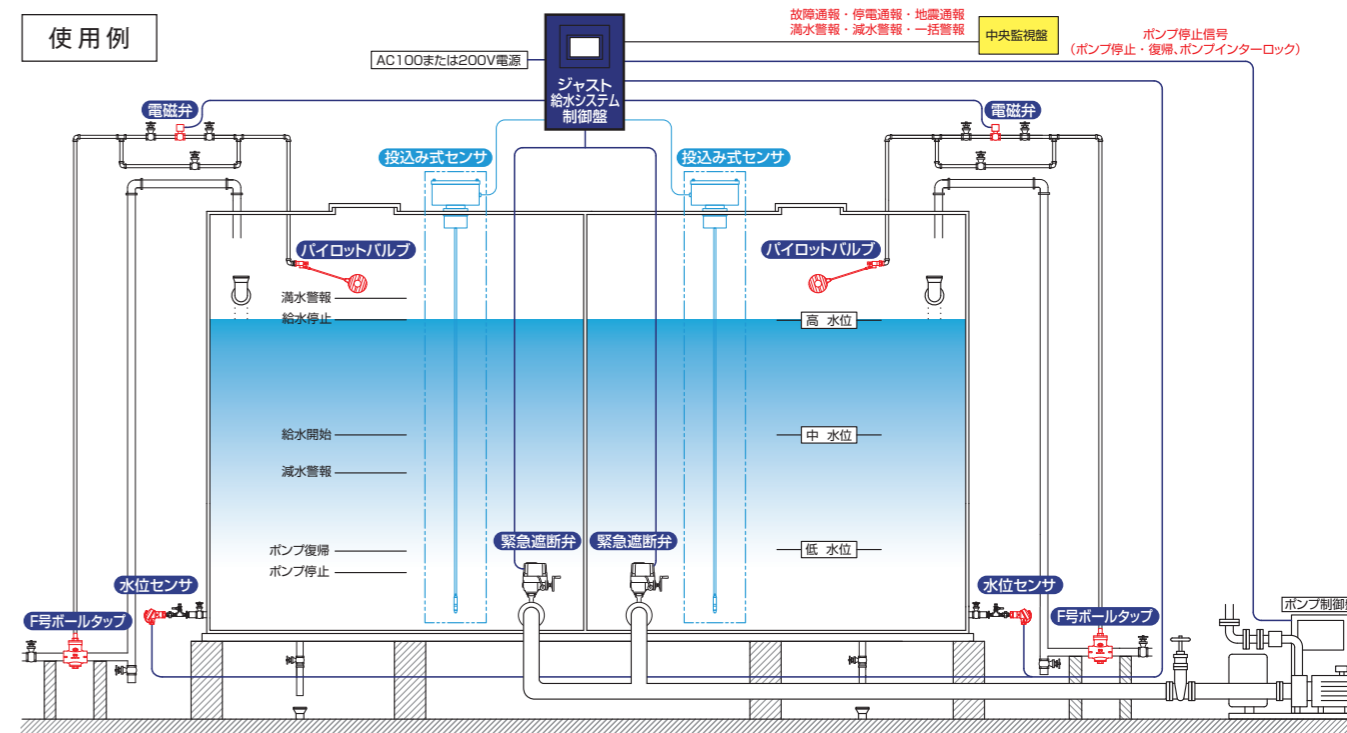 使用例
故障通報・停電通報・地震通報
満水警報・減水警報・一括警報
中央監視盤
ポンプ停止信号
(ポンプ停止・復帰、ポンプインターロック)
AC100または200V電源
ジャスト
給水システム
制御盤
電磁弁
電磁弁
投込み式センサ
投込み式センサ
パイロットバルブ
パイロットバルブ
満水警報
給水停止
高 水位
給水開始
中 水位
減水警報
緊急遮断弁
緊急遮断弁
ポンプ復帰
低 水位
ポンプ停止
水位センサ
水位センサ
F号ボールタップ
F号ボールタップ
ポンプ制御